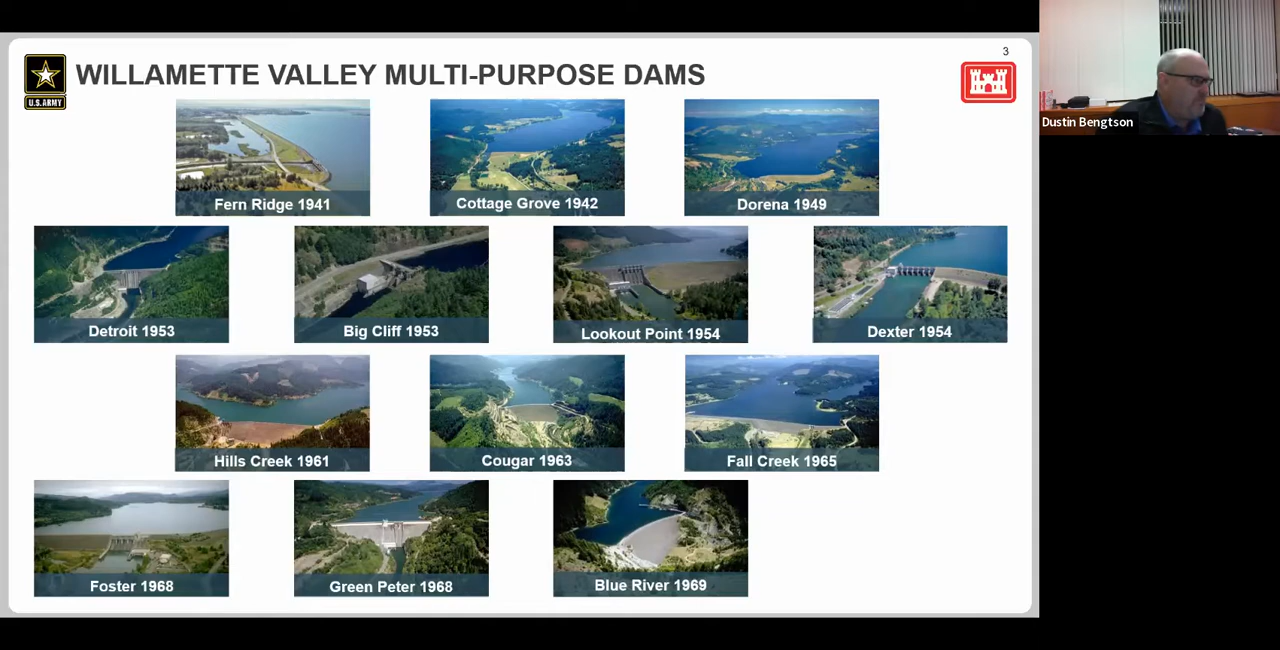 3
WILLAMETTE VALLEY MULTI-PURPOSE DAMS
U.S. ARMY
Dustin Bengtson
Fern Ridge 1941
Cottage Grove 1942
Dorena 1949
Detroit 1953
Big Cliff 1953
Lookout Point 1954
Dexter 1954
Hills Creek 1961
Cougar 1963
Fall Creek 1965
Foster 1968
Green Peter 1968
Blue River 1969